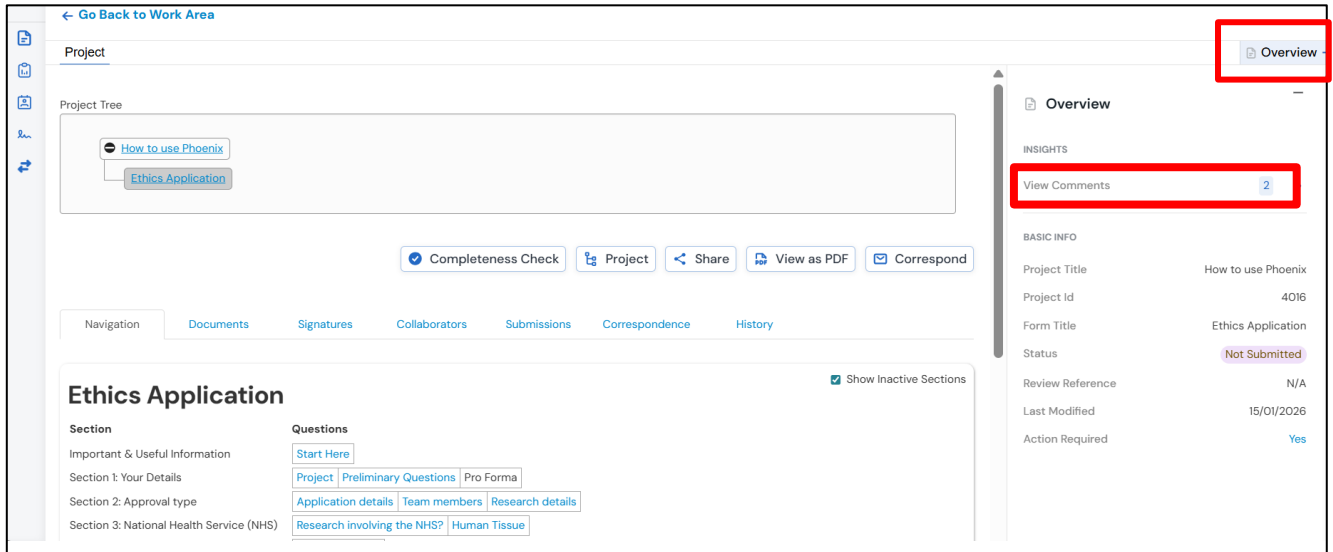 ← Go Back to Work Area
Project
Overview
Project Tree
How to use Phoenix
Ethics Application
Completeness Check Project Share View as PDF Correspond
Navigation Documents Signatures Collaborators Submissions Correspondence History
Show Inactive Sections
Ethics Application
Section Questions
Important & Useful Information Start Here
Section 1: Your Details Project Preliminary Questions Pro Forma
Section 2: Approval type Application details Team members Research details
Section 3: National Health Service (NHS) Research involving the NHS? Human Tissue
Overview
INSIGHTS
View Comments 2
BASIC INFO
Project Title How to use Phoenix
Project Id 4016
Form Title Ethics Application
Status Not Submitted
Review Reference N/A
Last Modified 15/01/2026
Action Required Yes